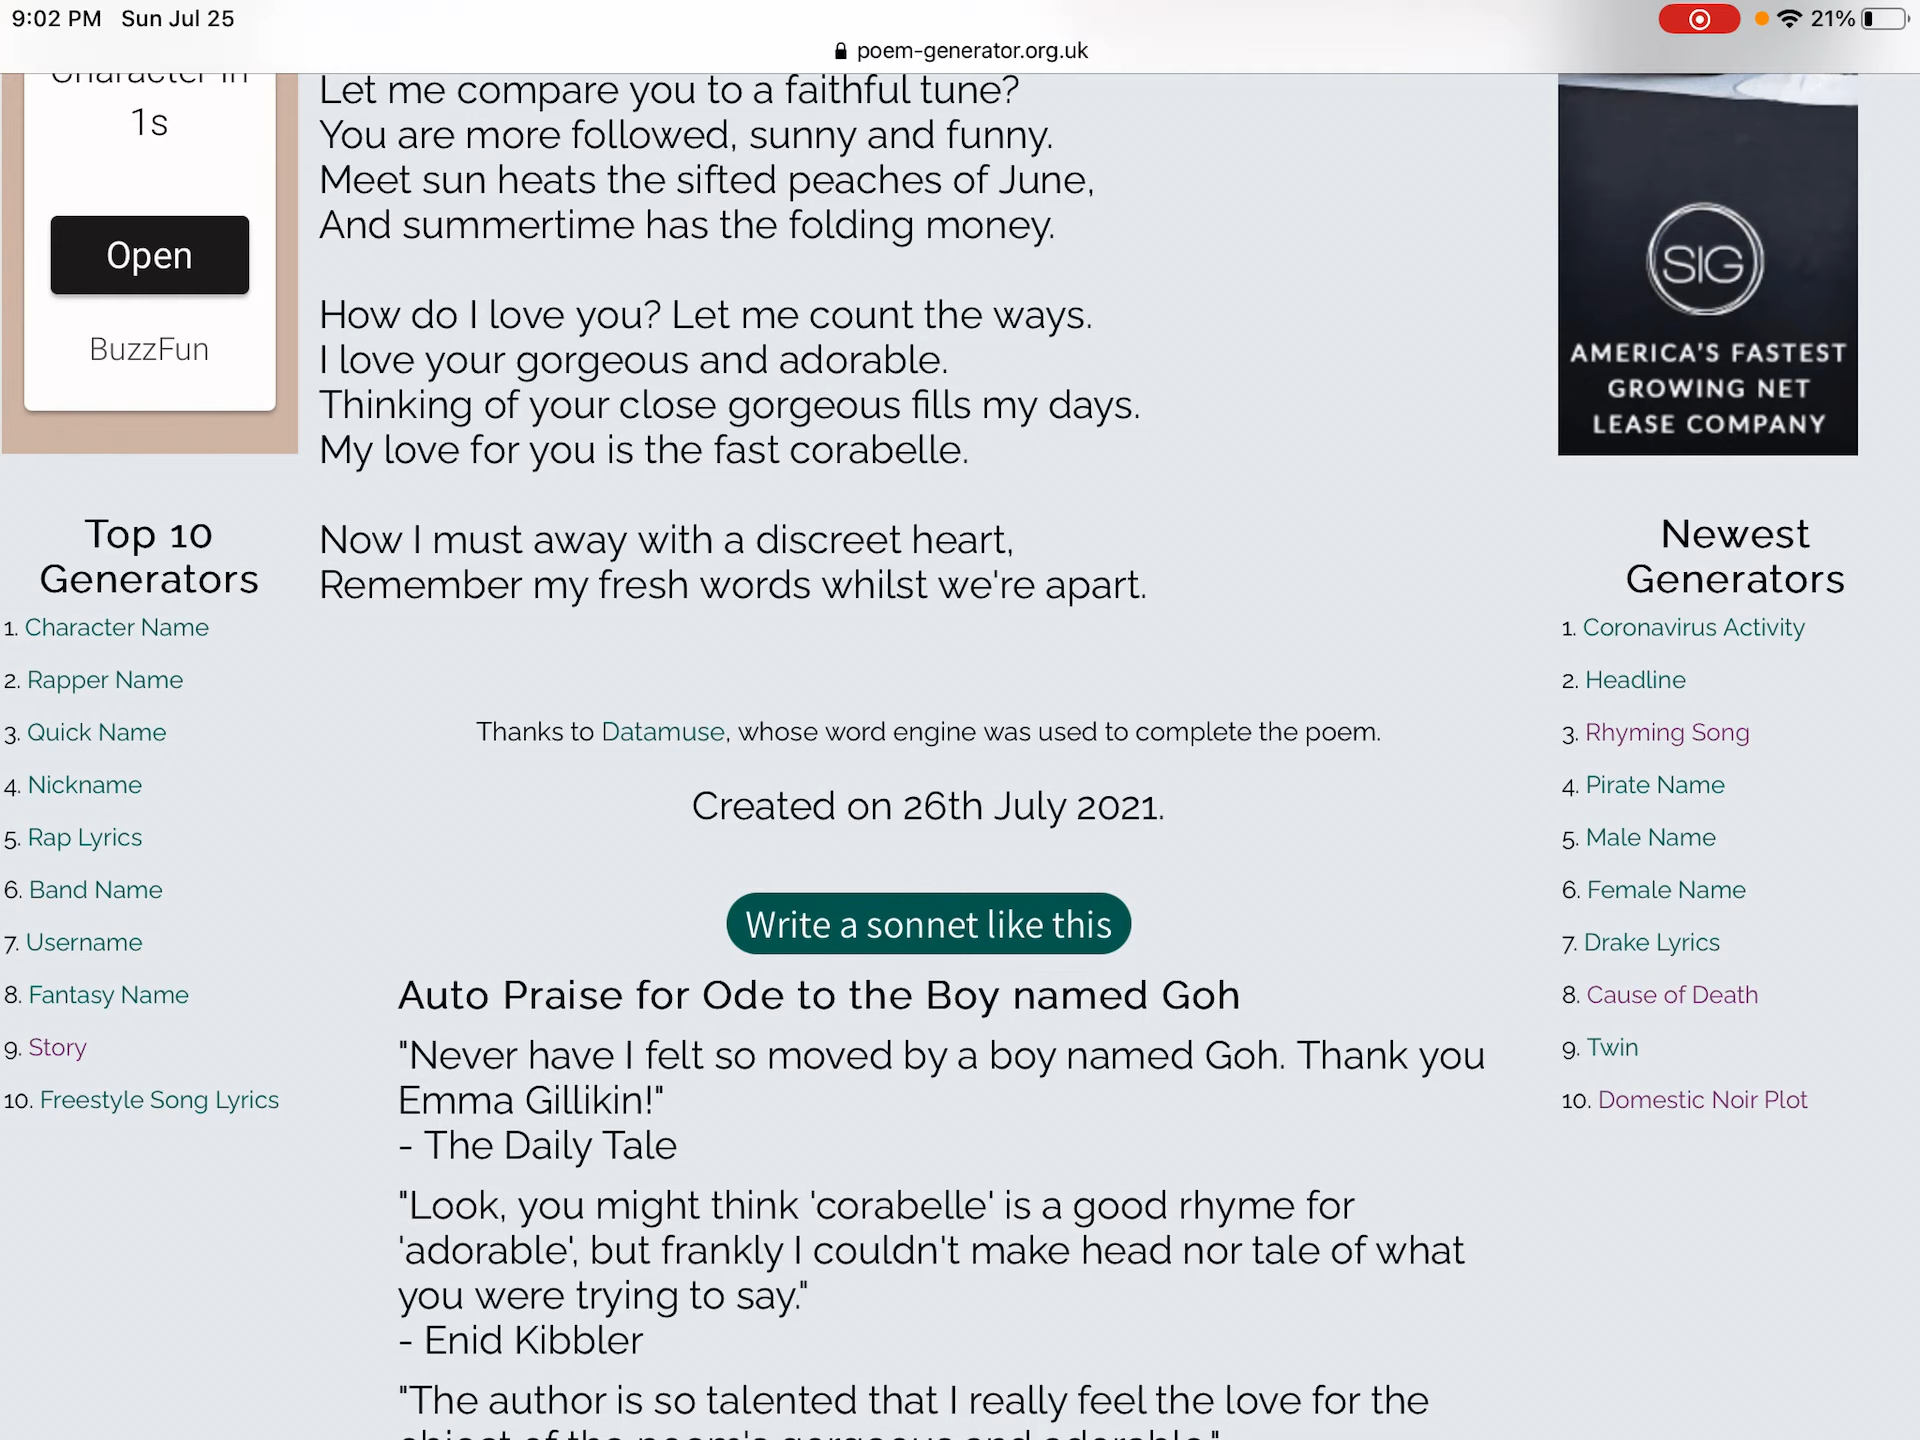 9:02 PM Sun Jul 25
21%
poem-generator.org.uk
Character in
1s
Open
BuzzFun
Top 10
Generators
1. Character Name
2. Rapper Name
3. Quick Name
4. Nickname
5. Rap Lyrics
6. Band Name
7. Username
8. Fantasy Name
9. Story
10. Freestyle Song Lyrics
Let me compare you to a faithful tune?
You are more followed, sunny and funny.
Meet sun heats the sifted peaches of June,
And summertime has the folding money.
How do I love you? Let me count the ways.
I love your gorgeous and adorable.
Thinking of your close gorgeous fills my days.
My love for you is the fast corabelle.
Now I must away with a discreet heart,
Remember my fresh words whilst we're apart.
Thanks to Datamuse, whose word engine was used to complete the poem.
Created on 26th July 2021.
Write a sonnet like this
Auto Praise for Ode to the Boy named Goh
"Never have I felt so moved by a boy named Goh. Thank you
Emma Gillikin!"
- The Daily Tale
"Look, you might think 'corabelle' is a good rhyme for
'adorable', but frankly I couldn't make head nor tale of what
you were trying to say."
- Enid Kibbler
"The author is so talented that I really feel the love for the
object of the poem's gorgeous and adorable."
SIG
AMERICA'S FASTEST
GROWING NET
LEASE COMPANY
Newest
Generators
1. Coronavirus Activity
2. Headline
3. Rhyming Song
4. Pirate Name
5. Male Name
6. Female Name
7. Drake Lyrics
8. Cause of Death
9. Twin
10. Domestic Noir Plot